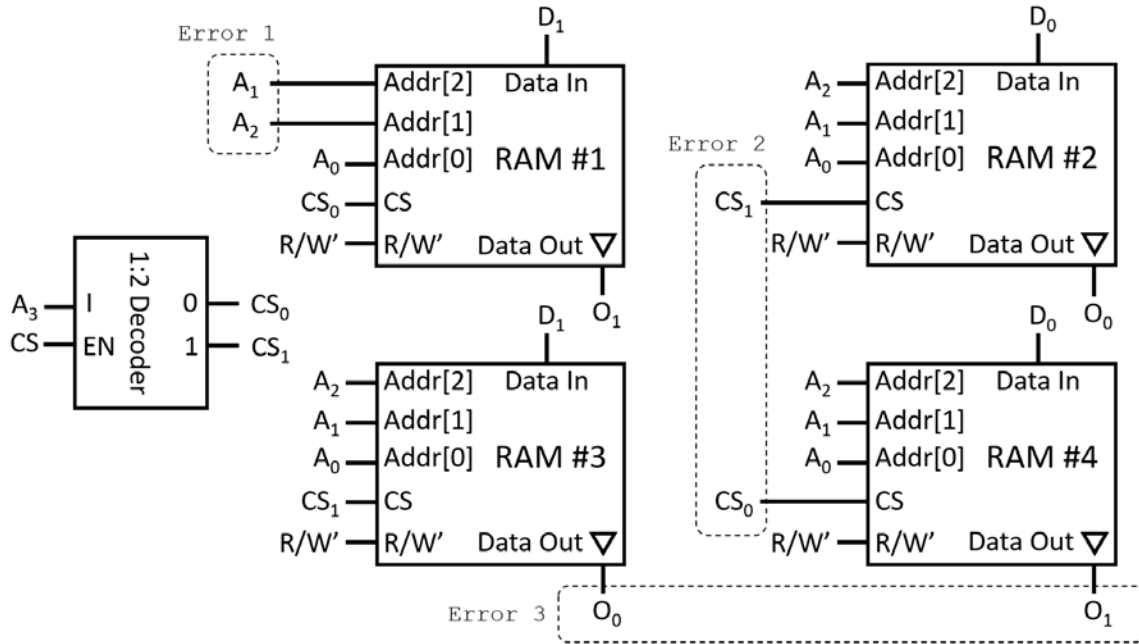 Error 1
A1
A2
A0
CS0
R/W'
D1
Addr[2] Data In
Addr[1]
Addr[0] RAM #1
CS
R/W' Data Out
O1
Error 2
D0
A2
A1
A0
CS1
R/W'
Addr[2] Data In
Addr[1]
Addr[0] RAM #2
CS
R/W' Data Out
O0
A3
CS
I
EN
1:2 Decoder
0
1
CS0
CS1
D1
A2
A1
A0
CS1
R/W'
Addr[2] Data In
Addr[1]
Addr[0] RAM #3
CS
R/W' Data Out
O0
D0
A2
A1
A0
CS0
R/W'
Addr[2] Data In
Addr[1]
Addr[0] RAM #4
CS
R/W' Data Out
O1
Error 3